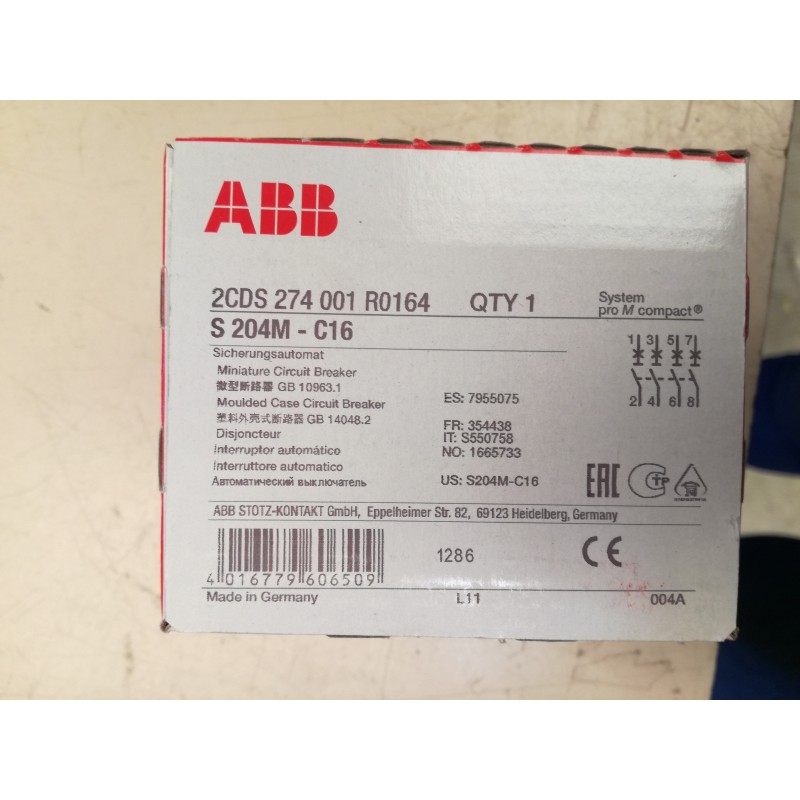 ABB
2CDS 274 001 R0164 QTY 1
System
pro M compact®
S 204M - C16
1 3 5 7
2 4 6 8
Sicherungsautomat
Miniature Circuit Breaker
微型断路器 GB 10963.1
Moulded Case Circuit Breaker
塑料外壳式断路器 GB 14048.2
Disjoncteur
Interruptor automático
Interruttore automatico
Автоматический выключатель
ES: 7955075
FR: 354438
IT: S550758
NO: 1665733
US: S204M-C16
EAC
ABB STOTZ-KONTAKT GmbH, Eppelheimer Str. 82, 69123 Heidelberg, Germany
4 016779 606509
1286
CE
Made in Germany
L11
004A